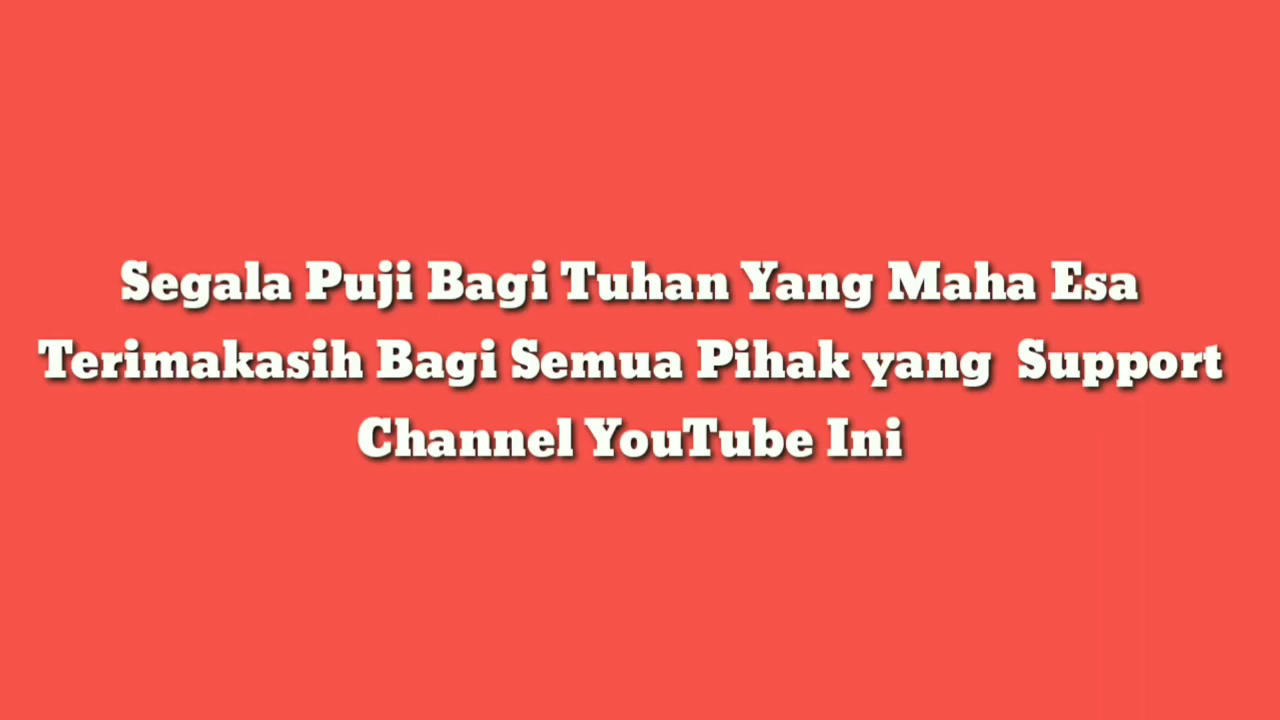 Segala Puji Bagi Tuhan Yang Maha Esa
Terimakasih Bagi Semua Pihak yang  Support
Channel YouTube Ini